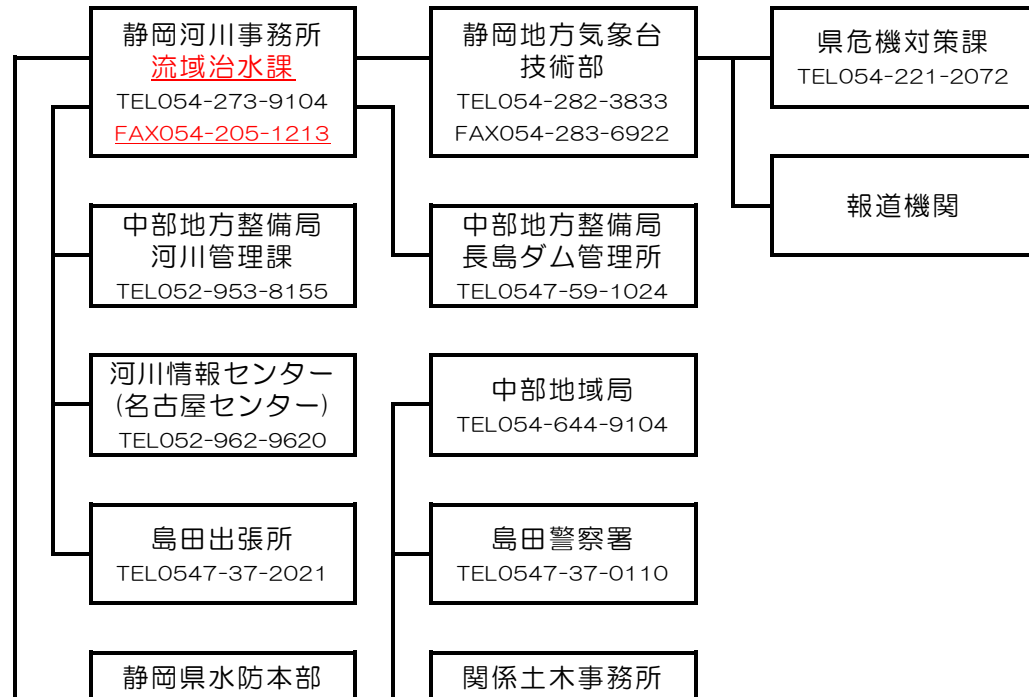 静岡河川事務所
流域治水課
TEL054-273-9104
FAX054-205-1213
静岡地方気象台
技術部
TEL054-282-3833
FAX054-283-6922
県危機対策課
TEL054-221-2072
報道機関
中部地方整備局
河川管理課
TEL052-953-8155
中部地方整備局
長島ダム管理所
TEL0547-59-1024
河川情報センター
(名古屋センター)
TEL052-962-9620
中部地域局
TEL054-644-9104
島田出張所
TEL0547-37-2021
島田警察署
TEL0547-37-0110
静岡県水防本部
関係土木事務所